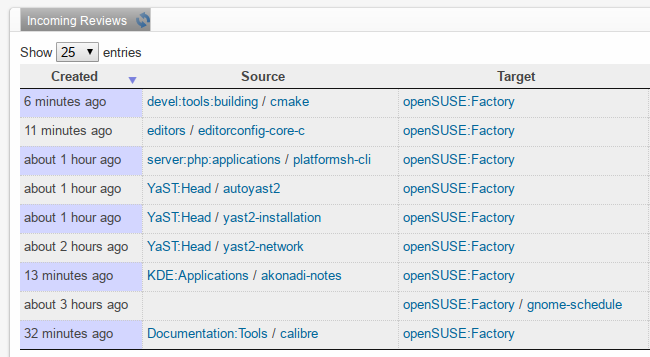 Incoming Reviews
Show 25 entries
Created Source Target
6 minutes ago devel:tools:building / cmake openSUSE:Factory
11 minutes ago editors / editorconfig-core-c openSUSE:Factory
about 1 hour ago server:php:applications / platformsh-cli openSUSE:Factory
about 1 hour ago YaST:Head / autoyast2 openSUSE:Factory
about 1 hour ago YaST:Head / yast2-installation openSUSE:Factory
about 2 hours ago YaST:Head / yast2-network openSUSE:Factory
13 minutes ago KDE:Applications / akonadi-notes openSUSE:Factory
about 3 hours ago openSUSE:Factory / gnome-schedule
32 minutes ago Documentation:Tools / calibre openSUSE:Factory